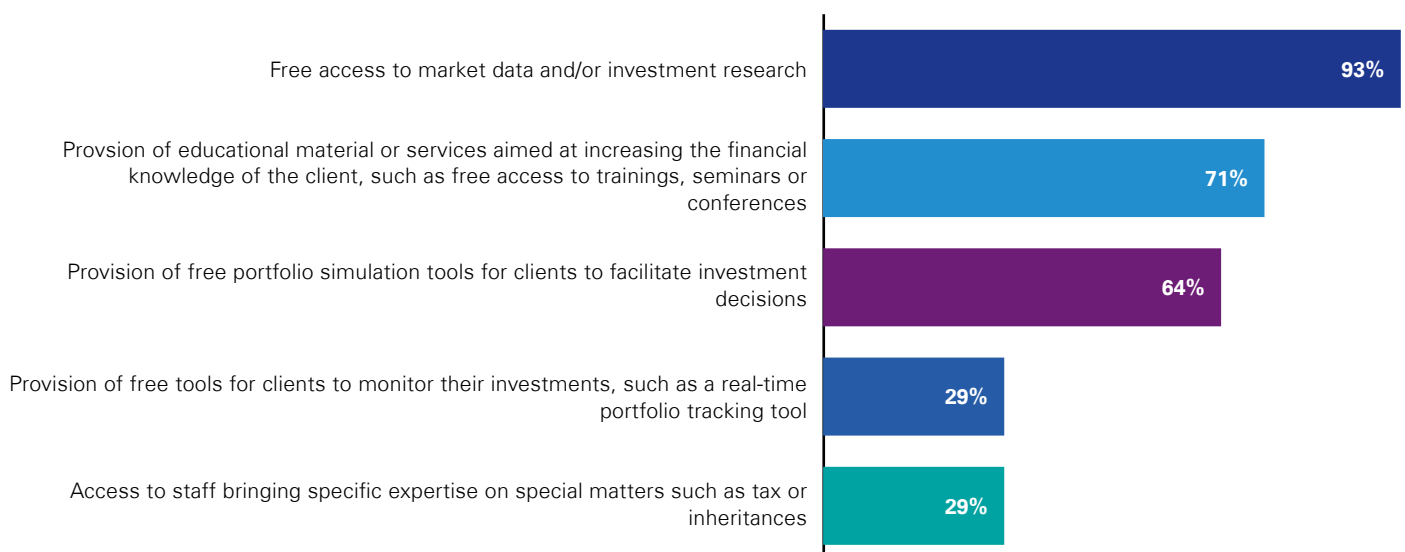 Free access to market data and/or investment research
93%
Provsion of educational material or services aimed at increasing the financial
knowledge of the client, such as free access to trainings, seminars or
conferences
71%
Provision of free portfolio simulation tools for clients to facilitate investment
decisions
64%
Provision of free tools for clients to monitor their investments, such as a real-time
portfolio tracking tool
29%
Access to staff bringing specific expertise on special matters such as tax or
inheritances
29%